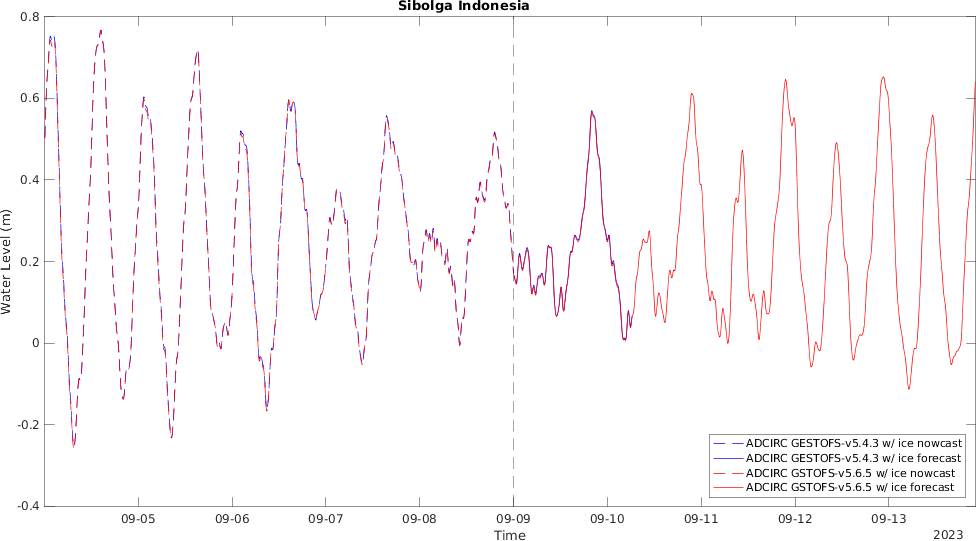 Sibolga Indonesia
0.8
0.6
0.4
0.2
0
-0.2
-0.4
Water Level (m)
ADCIRC GESTOFS-v5.4.3 w/ ice nowcast
ADCIRC GESTOFS-v5.4.3 w/ ice forecast
ADCIRC GSTOFS-v5.6.5 w/ ice nowcast
ADCIRC GSTOFS-v5.6.5 w/ ice forecast
09-05 09-06 09-07 09-08 09-09 09-10 09-11 09-12 09-13
Time
2023